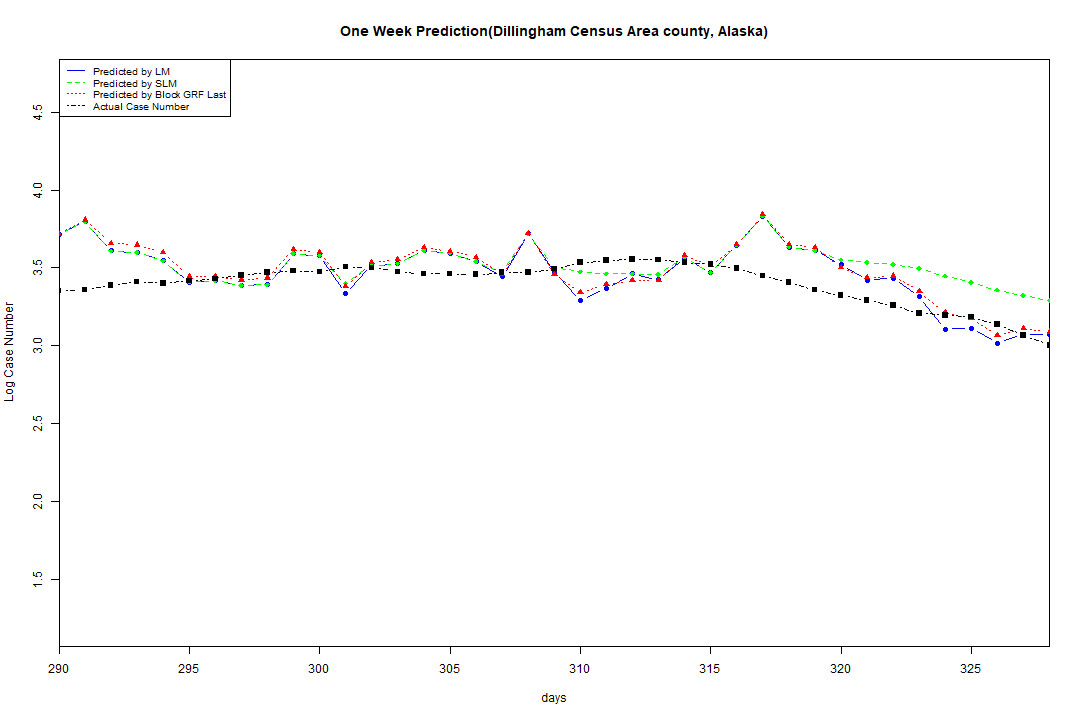 One Week Prediction(Dillingham Census Area county, Alaska)
Predicted by LM
Predicted by SLM
Predicted by Block GRF Last
Actual Case Number
4.5
4.0
3.5
3.0
2.5
2.0
1.5
Log Case Number
290 295 300 305 310 315 320 325
days